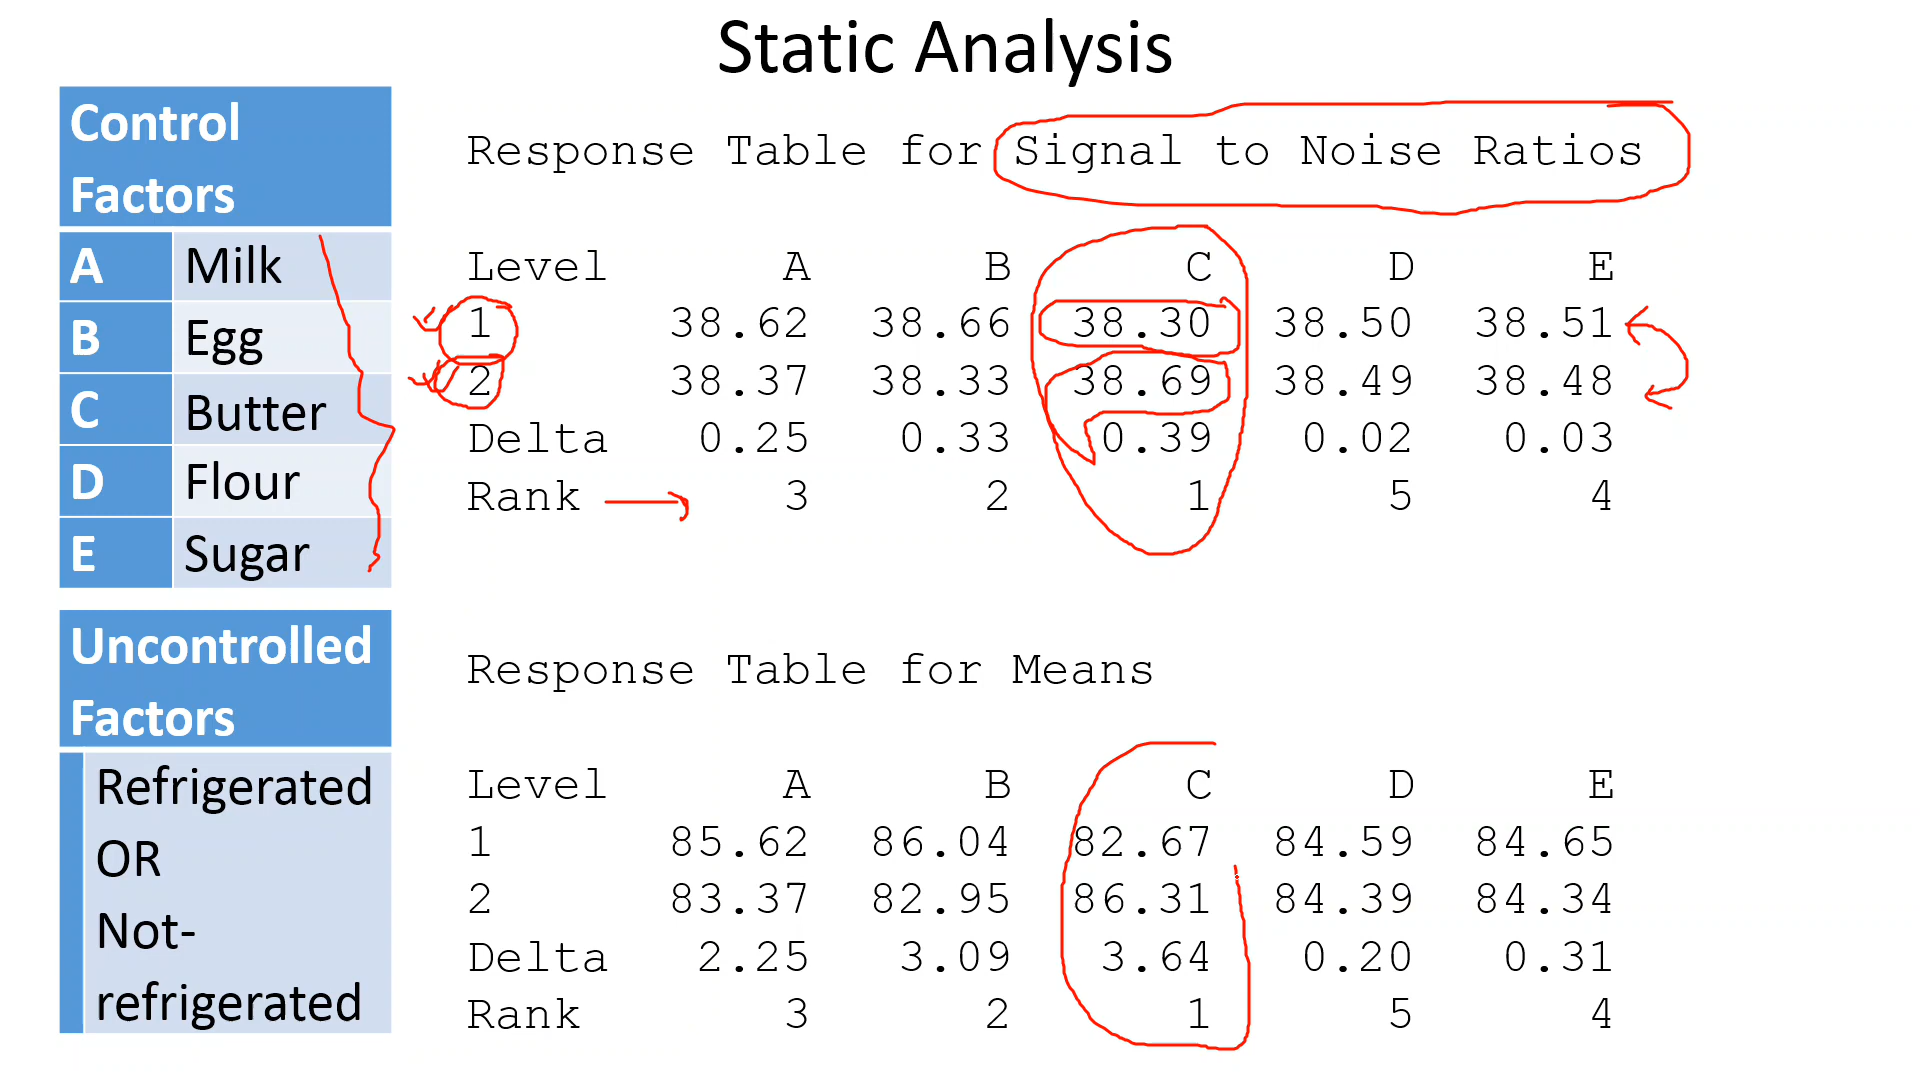 Static Analysis
Control
Factors
A Milk
B Egg
C Butter
D Flour
E Sugar
Uncontrolled
Factors
Refrigerated
OR
Not-
refrigerated
Response Table for Signal to Noise Ratios
Level A B C D E
1 38.62 38.66 38.30 38.50 38.51
2 38.37 38.33 38.69 38.49 38.48
Delta 0.25 0.33 0.39 0.02 0.03
Rank 3 2 1 5 4
Response Table for Means
Level A B C D E
1 85.62 86.04 82.67 84.59 84.65
2 83.37 82.95 86.31 84.39 84.34
Delta 2.25 3.09 3.64 0.20 0.31
Rank 3 2 1 5 4